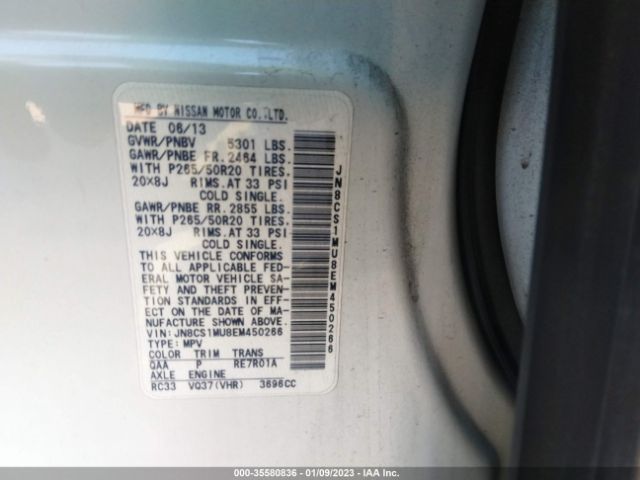 MFD BY NISSAN MOTOR CO.,LTD.
DATE 06/13
GVWR/PNBV 5301 LBS.
GAWR/PNBE FR. 2464 LBS.
WITH P265/50R20 TIRES.
20X8J RIMS. AT 33 PSI
COLD SINGLE.
GAWR/PNBE RR. 2855 LBS.
WITH P265/50R20 TIRES.
20X8J RIMS. AT 33 PSI
COLD SINGLE.
THIS VEHICLE CONFORMS
TO ALL APPLICABLE FED-
ERAL MOTOR VEHICLE SA-
FETY AND THEFT PREVEN-
TION STANDARDS IN EFF-
ECT ON THE DATE OF MA-
NUFACTURE SHOWN ABOVE.
VIN: JN8CS1MU8EM450266
TYPE: MPV
COLOR TRIM TRANS
QAA P RE7R01A
AXLE ENGINE
RC33 VQ37(VHR) 3696CC
JN8CS1MU8EM450266
000-35580836 - 01/09/2023 - IAA Inc.